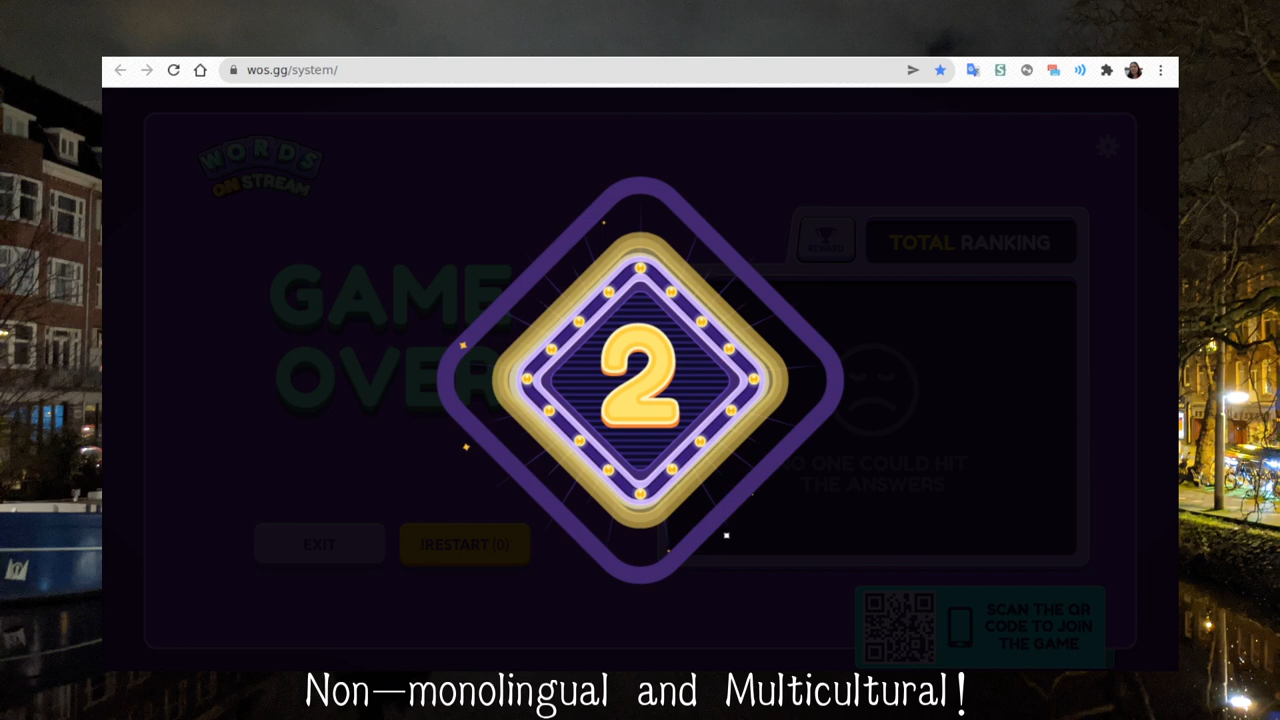 wos.gg/system/
WORDS
ON STREAM
REWARD
TOTAL RANKING
GAME
OVER
2
NO ONE COULD HIT
THE ANSWERS
EXIT
!RESTART (0)
SCAN THE QR
CODE TO JOIN
THE GAME
Non-monolingual and Multicultural!